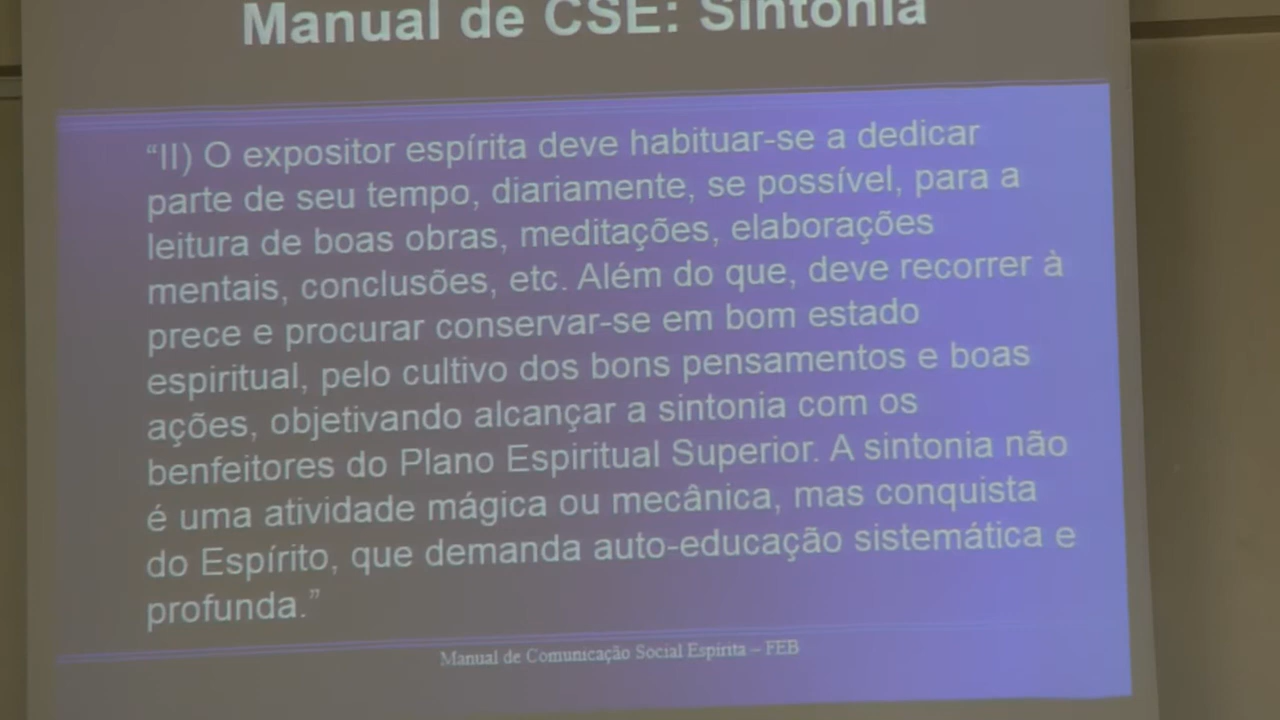 Manual de CSE: Sintonia
“II) O expositor espírita deve habituar-se a dedicar
parte de seu tempo, diariamente, se possível, para a
leitura de boas obras, meditações, elaborações
mentais, conclusões, etc. Além do que, deve recorrer à
prece e procurar conservar-se em bom estado
espiritual, pelo cultivo dos bons pensamentos e boas
ações, objetivando alcançar a sintonia com os
benfeitores do Plano Espiritual Superior. A sintonia não
é uma atividade mágica ou mecânica, mas conquista
do Espírito, que demanda auto-educação sistemática e
profunda.”
Manual de Comunicação Social Espírita – FEB